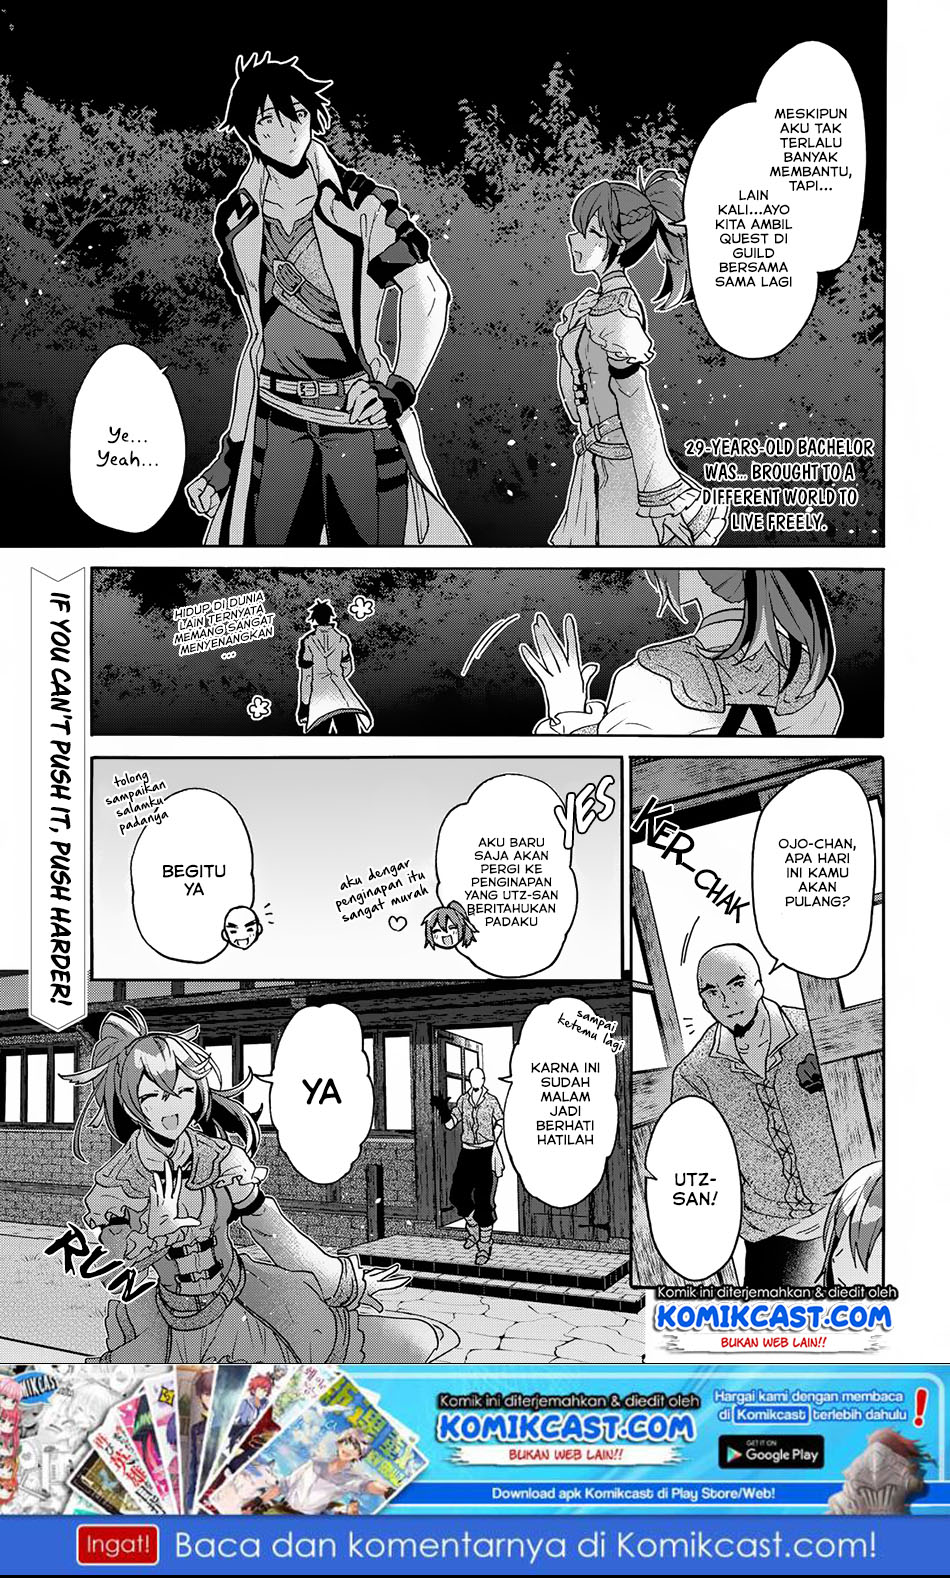 MESKIPUN
AKU TAK
TERLALU
BANYAK
MEMBANTU,
TAPI...
LAIN
KALI...AYO
KITA AMBIL
QUEST DI
GUILD
BERSAMA
SAMA LAGI
Ye...
Yeah...
29-YEARS-OLD BACHELOR
WAS... BROUGHT TO A
DIFFERENT WORLD TO
LIVE FREELY.
IF YOU CAN'T PUSH IT, PUSH HARDER!
HIDUP DI DUNIA
LAIN TERNYATA
MEMANG SANGAT
MENYENANGKAN
...
KER-CHAK
OJO-CHAN,
APA HARI
INI KAMU
AKAN
PULANG?
UTZ-
SAN!
YES
AKU BARU
SAJA AKAN
PERGI KE
PENGINAPAN
YANG UTZ-SAN
BERITAHUKAN
PADAKU
aku dengar
penginapan itu
sangat murah
BEGITU
YA
tolong
sampaikan
salamku
padanya
sampai
ketemu lagi
KARNA INI
SUDAH
MALAM
JADI
BERHATI
HATILAH
YA
RUN
Komik ini diterjemahkan & diedit oleh
KOMIKCAST.COM
BUKAN WEB LAIN!!
Komik ini diterjemahkan & diedit oleh
KOMIKCAST.COM
BUKAN WEB LAIN!!
Hargai kami dengan membaca
di Komikcast terlebih dahulu !
GET IT ON
Google Play
Download apk Komikcast di Play Store/Web!
Ingat! Baca dan komentarnya di Komikcast.com!